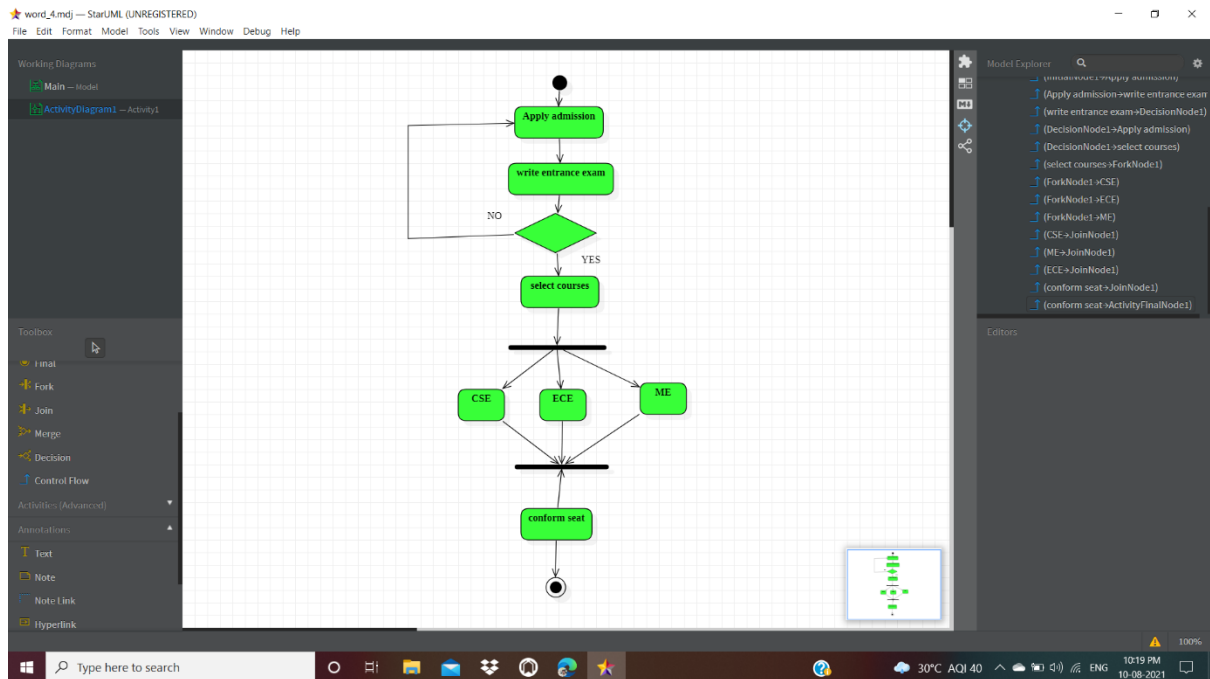 word_4.mdj — StarUML (UNREGISTERED)
File Edit Format Model Tools View Window Debug Help
Working Diagrams
Main — Model
ActivityDiagram1 — Activity1
Toolbox
Final
Fork
Join
Merge
Decision
Control Flow
Activities (Advanced)
Annotations
Text
Note
Note Link
Hyperlink
Apply admission
write entrance exam
NO
YES
select courses
CSE
ECE
ME
conform seat
Model Explorer
(InitialNode1→Apply admission)
(Apply admission→write entrance exam
(write entrance exam→DecisionNode1)
(DecisionNode1→Apply admission)
(DecisionNode1→select courses)
(select courses→ForkNode1)
(ForkNode1→CSE)
(ForkNode1→ECE)
(ForkNode1→ME)
(CSE→JoinNode1)
(ME→JoinNode1)
(ECE→JoinNode1)
(conform seat→JoinNode1)
(conform seat→ActivityFinalNode1)
Editors
100%
Type here to search
30°C AQI 40
ENG
10:19 PM
10-08-2021